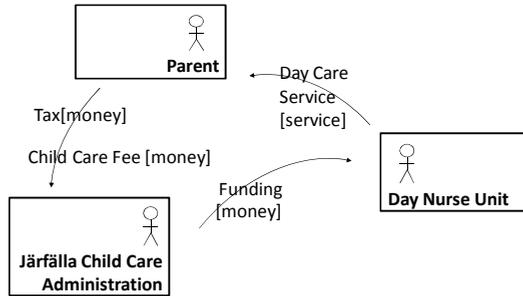 Parent
Day Care
Service
[service]
Tax[money]
Child Care Fee [money]
Funding
[money]
Day Nurse Unit
Järfälla Child Care
Administration